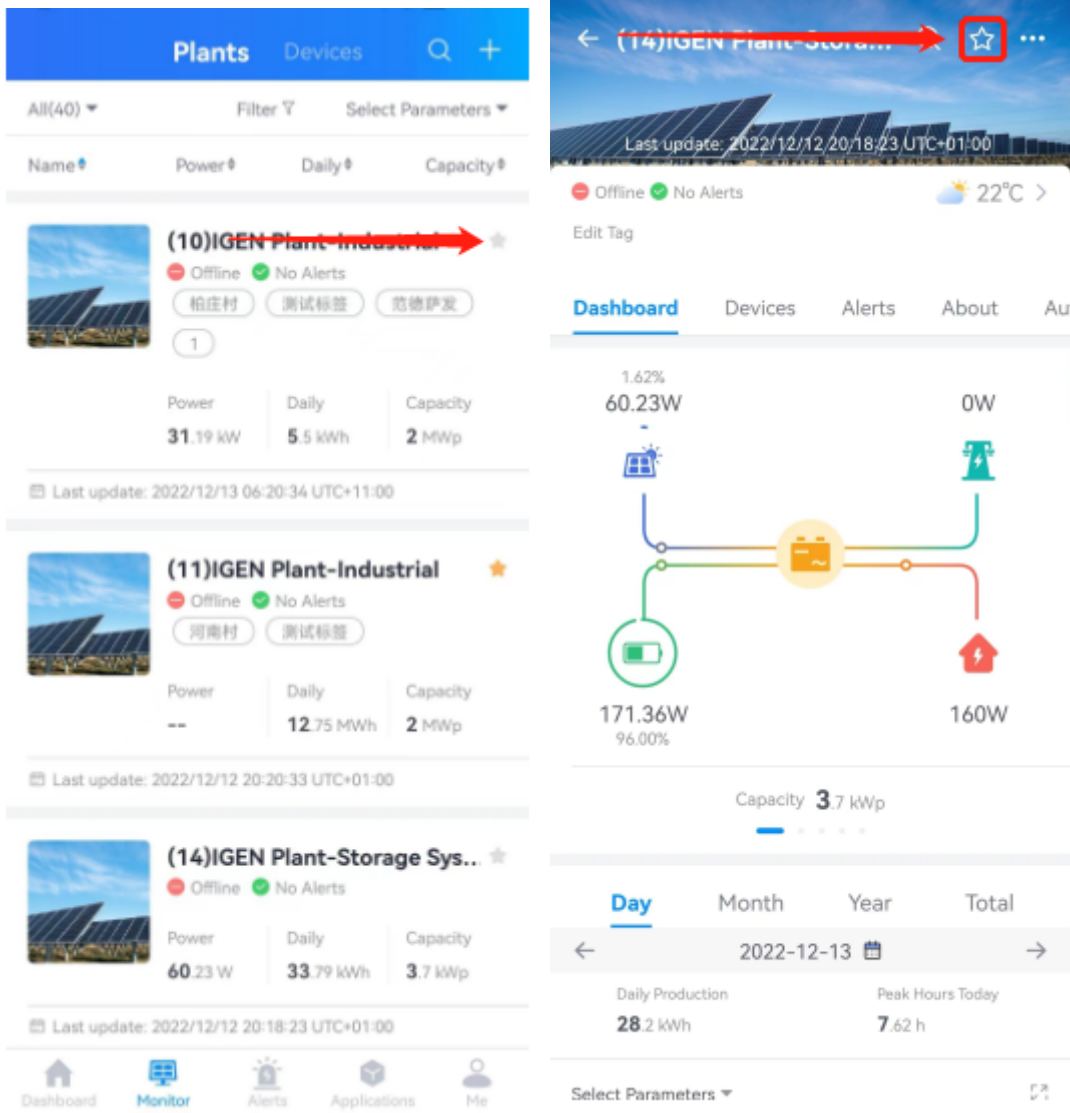 Plants Devices
All(40) Filter Select Parameters
Name Power Daily Capacity
(10)IGEN Plant-Industrial
Offline No Alerts
柏庄村 测试标签 范德萨发
1
Power Daily Capacity
31.19 kW 5.5 kWh 2 MWp
Last update: 2022/12/13 06:20:34 UTC+11:00
(11)IGEN Plant-Industrial
Offline No Alerts
河南村 测试标签
Power Daily Capacity
-- 12.75 MWh 2 MWp
Last update: 2022/12/12 20:20:33 UTC+01:00
(14)IGEN Plant-Storage Sys...
Offline No Alerts
Power Daily Capacity
60.23 W 33.79 kWh 3.7 kWp
Last update: 2022/12/12 20:18:23 UTC+01:00
Dashboard Monitor Alerts Applications Me
(14)IGEN Plant-Stora...
Last update: 2022/12/12 20:18:23 UTC+01:00
Offline No Alerts 22℃
Edit Tag
Dashboard Devices Alerts About Au
1.62%
60.23W 0W
-
171.36W 160W
96.00%
Capacity 3.7 kWp
Day Month Year Total
2022-12-13
Daily Production Peak Hours Today
28.2 kWh 7.62 h
Select Parameters